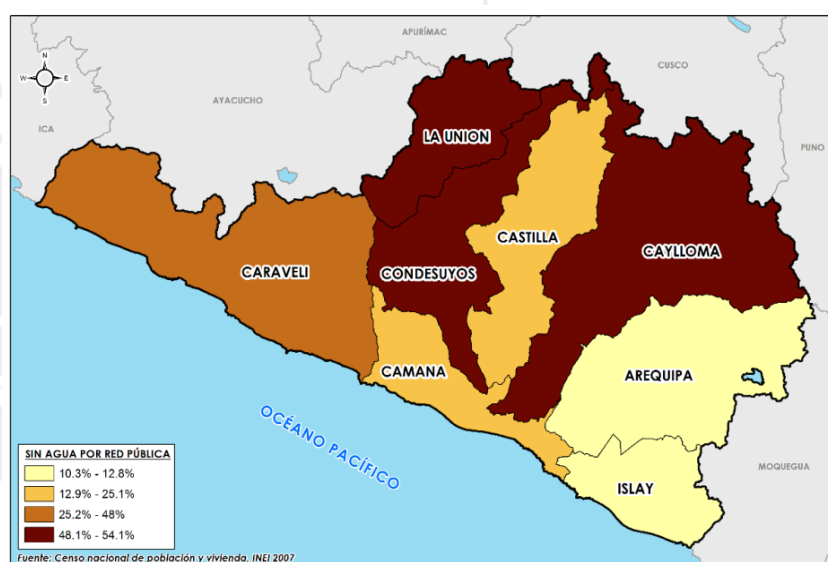 APURÍMAC
CUSCO
N
W
E
S
AYACUCHO
ICA
LA UNION
PUNO
CASTILLA
CARAVELI
CONDESUYOS
CAYLLOMA
CAMANA
AREQUIPA
OCÉANO PACÍFICO
MOQUEGUA
ISLAY
SIN AGUA POR RED PÚBLICA
10.3% - 12.8%
12.9% - 25.1%
25.2% - 48%
48.1% - 54.1%
Fuente: Censo nacional de población y vivienda. INEI 2007